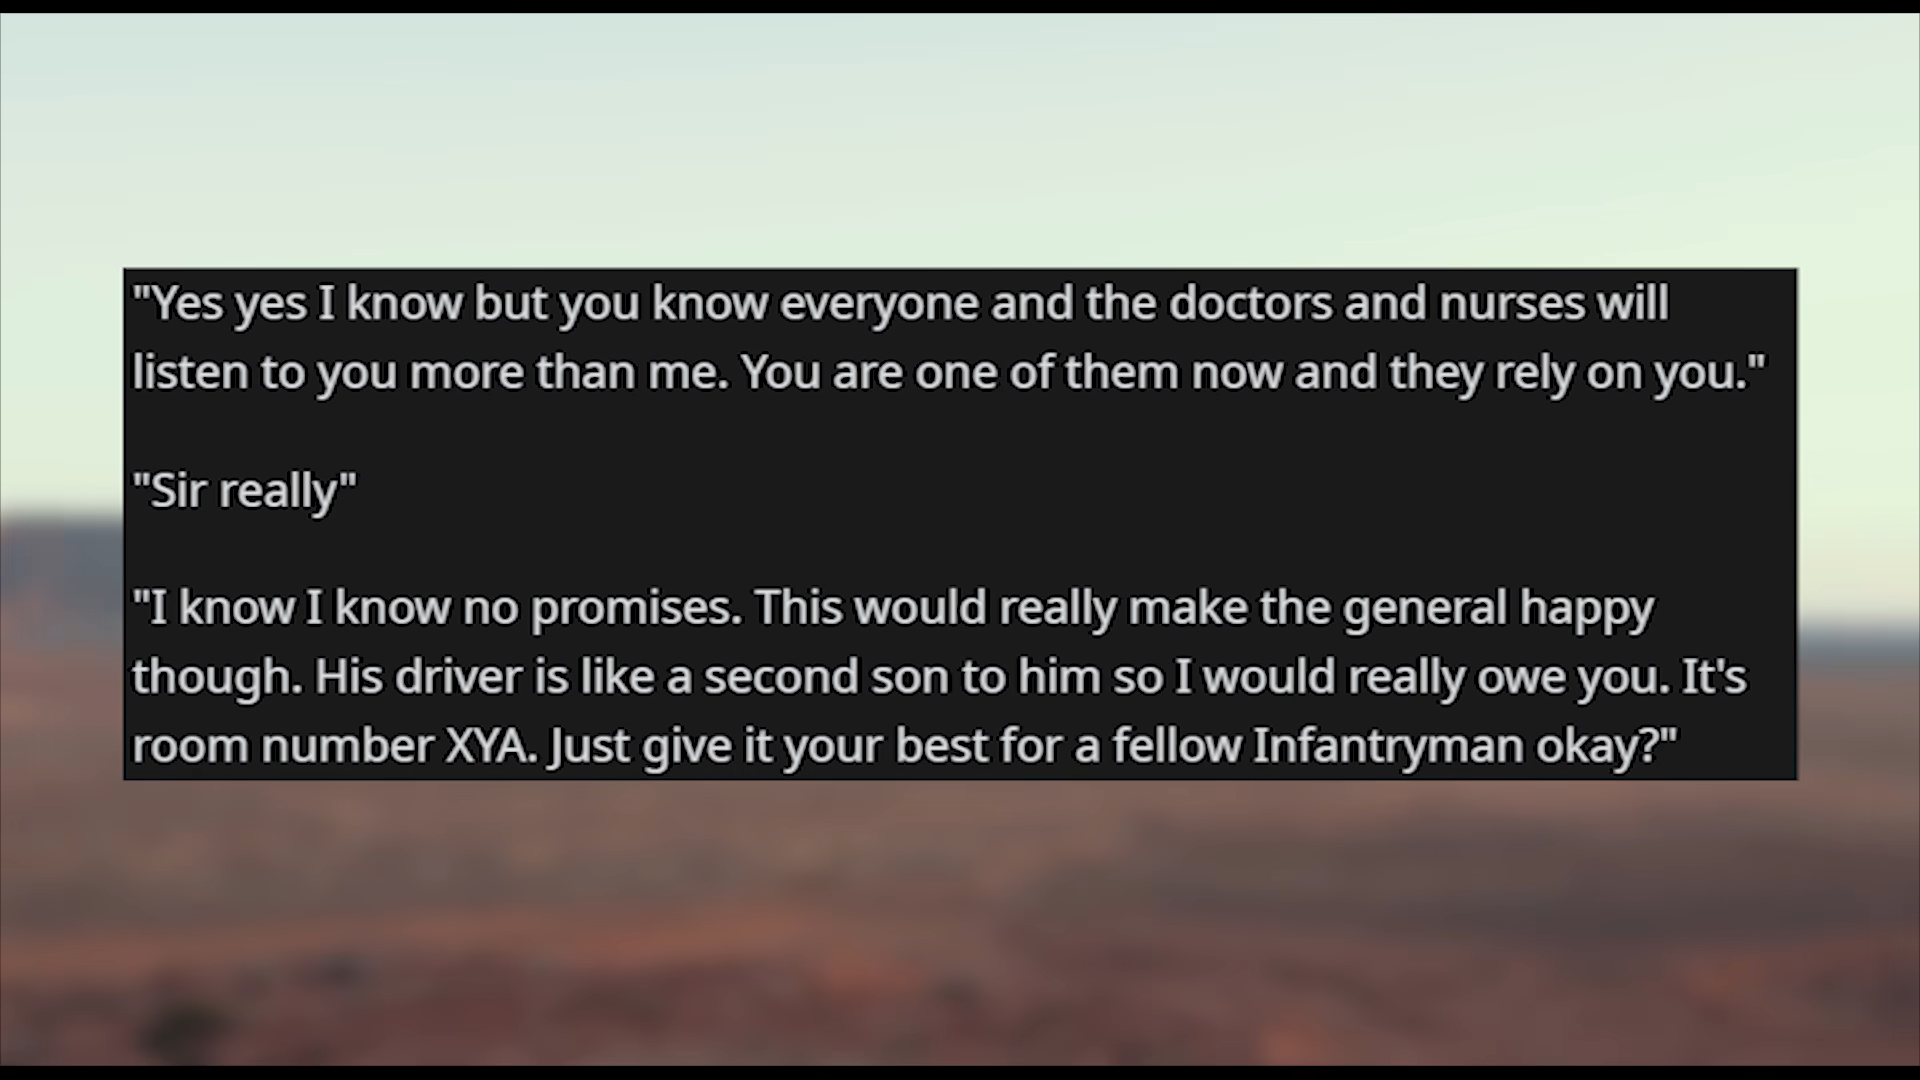 "Yes yes I know but you know everyone and the doctors and nurses will
listen to you more than me. You are one of them now and they rely on you."
"Sir really"
"I know I know no promises. This would really make the general happy
though. His driver is like a second son to him so I would really owe you. It's
room number XYA. Just give it your best for a fellow Infantryman okay?"